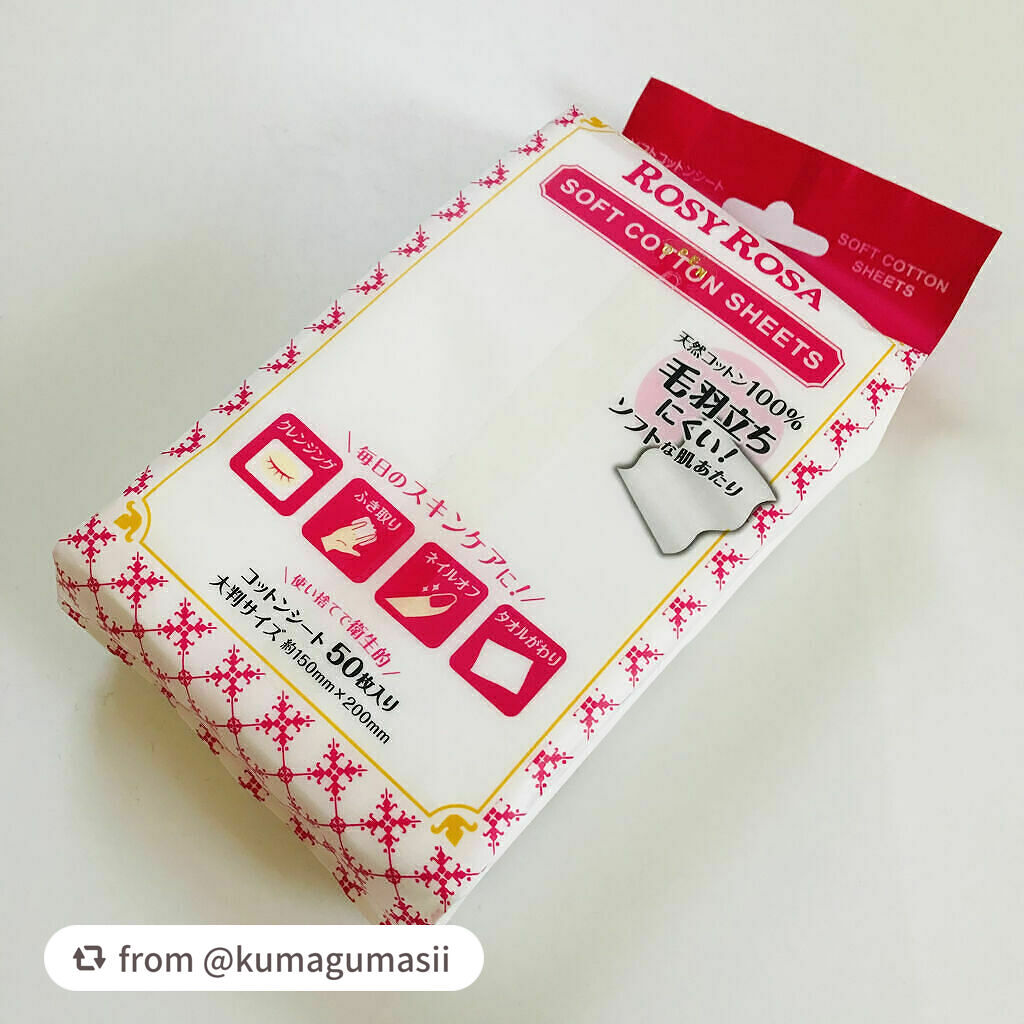 ソフトコットンシート
SOFT COTTON
SHEETS
ROSY ROSA
SOFT COTTON SHEETS
天然コットン100%
毛羽立ち
にくい!
ソフトな肌あたり
毎日のスキンケアに!
クレンジング
ふき取り
ネイルオフ
タオルがわり
使い捨てで衛生的
コットンシート 50枚入り
大判サイズ 約150mm×200mm
from @kumagumasii